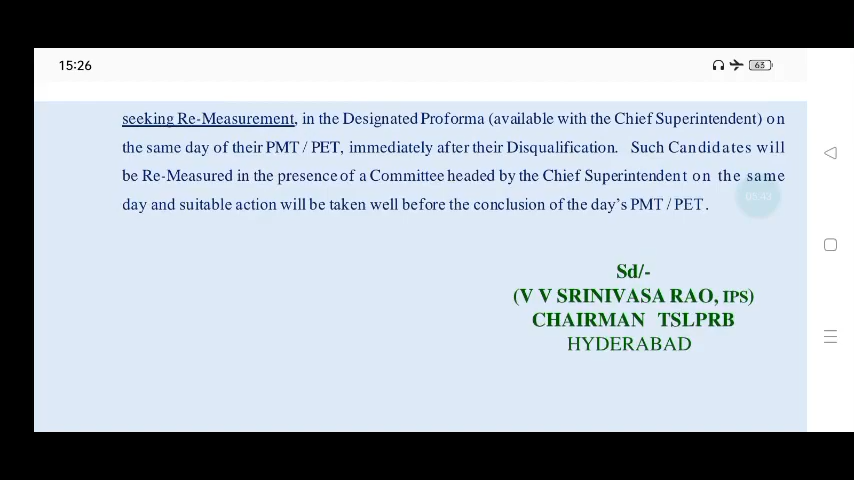 15:26
63
seeking Re-Measurement, in the Designated Proforma (available with the Chief Superintendent) on
the same day of their PMT / PET, immediately after their Disqualification. Such Candidates will
be Re-Measured in the presence of a Committee headed by the Chief Superintendent on the same
03:43
day and suitable action will be taken well before the conclusion of the day's PMT / PET.
Sd/-
(V V SRINIVASA RAO, IPS)
CHAIRMAN TSLPRB
HYDERABAD